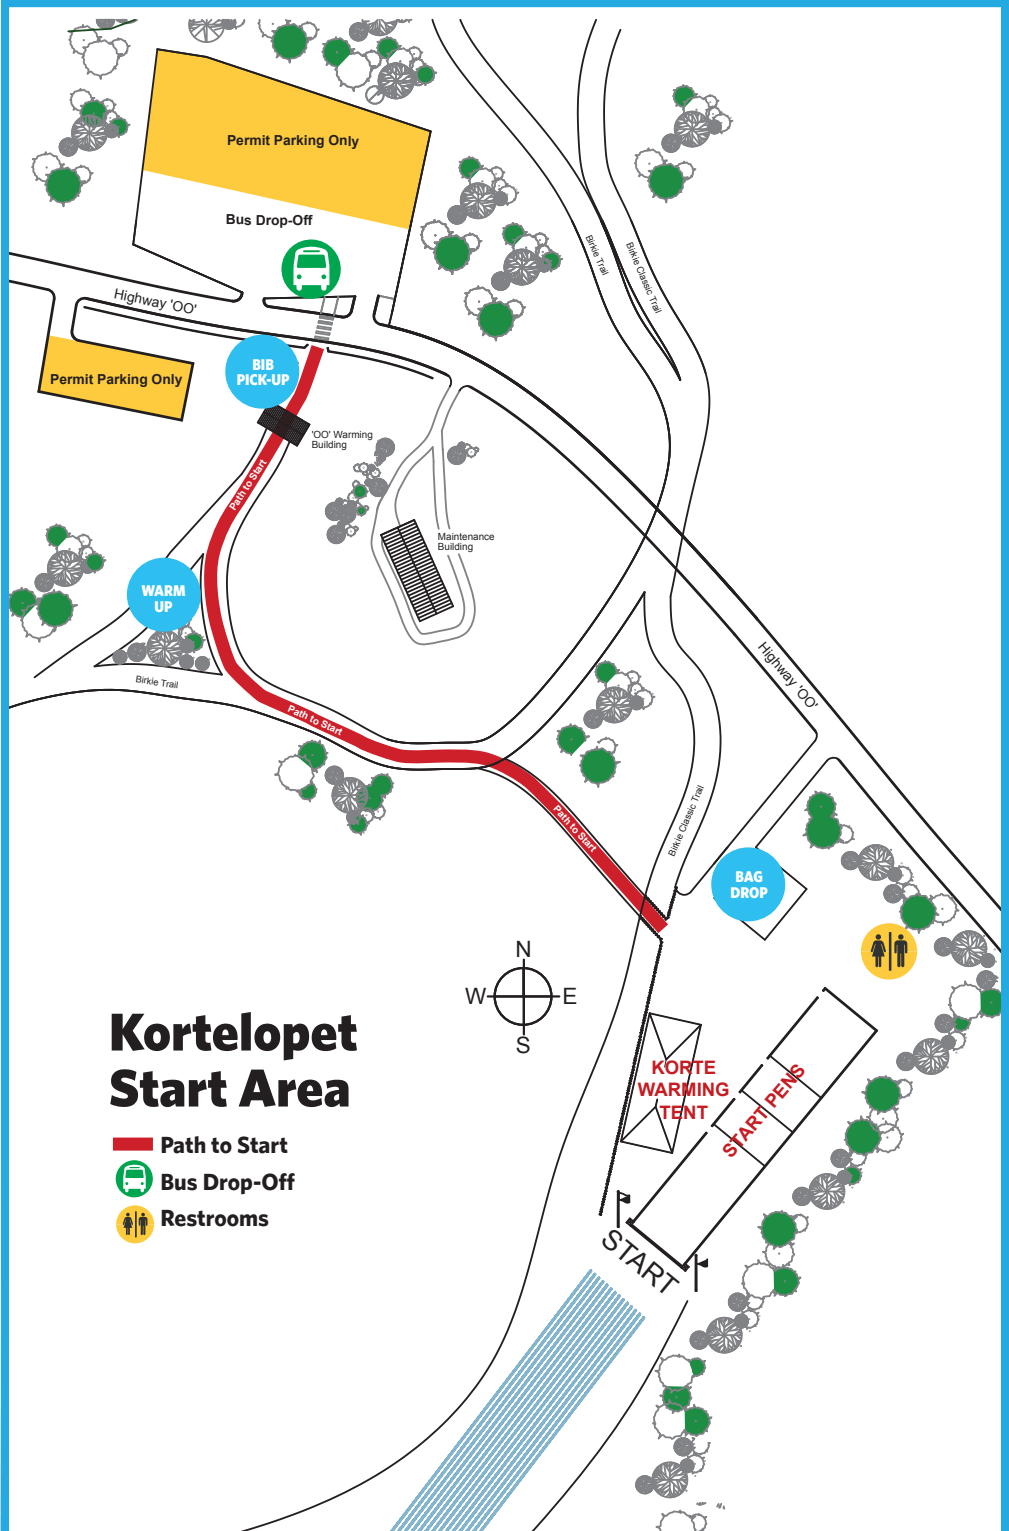 Permit Parking Only
Bus Drop-Off
Birkie Trail
Birkie Classic Trail
Highway 'OO'
BIB
PICK-UP
Permit Parking Only
'OO' Warming
Building
Path to Start
Maintenance
Building
WARM
UP
Birkie Trail
Path to Start
Highway 'OO'
Path to Start
Birkie Classic Trail
BAG
DROP
N
W
E
S
Kortelopet
Start Area
KORTE
WARMING
TENT
START PENS
Path to Start
Bus Drop-Off
Restrooms
START